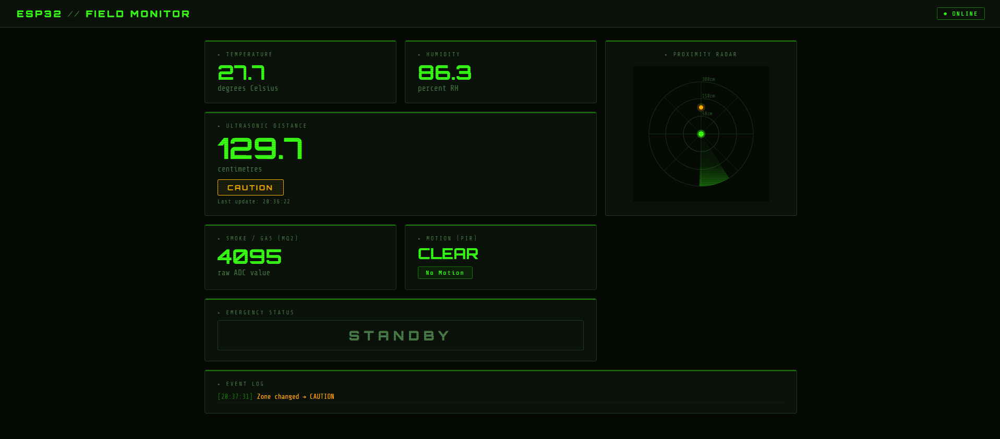 ESP32 // FIELD MONITOR
● ONLINE
▸ TEMPERATURE
27.7
degrees Celsius
▸ HUMIDITY
86.3
percent RH
▸ PROXIMITY RADAR
300cm
150cm
50cm
▸ ULTRASONIC DISTANCE
129.7
centimetres
CAUTION
Last update: 20:36:22
▸ SMOKE / GAS (MQ2)
4095
raw ADC value
▸ MOTION (PIR)
CLEAR
No Motion
▸ EMERGENCY STATUS
STANDBY
▸ EVENT LOG
[20:37:31] Zone changed → CAUTION